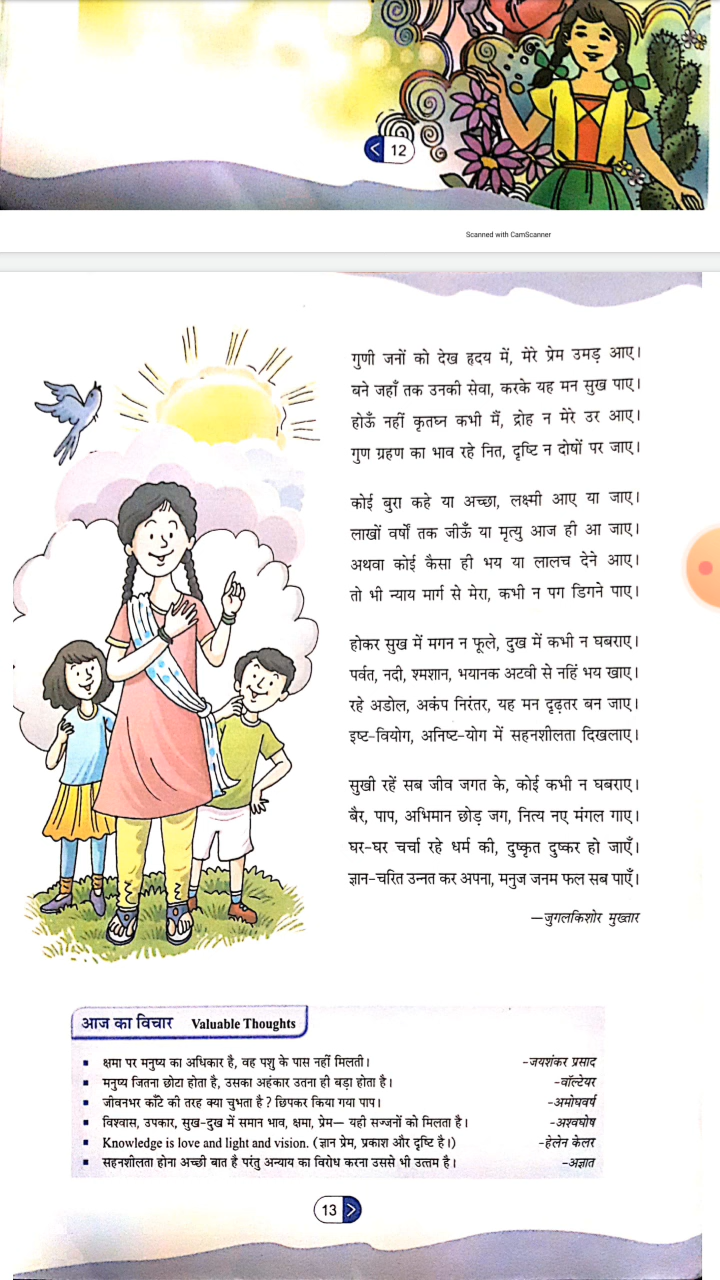 12
Scanned with CamScanner
गुणी जनों को देख हृदय में, मेरे प्रेम उमड़ आए।
बने जहाँ तक उनकी सेवा, करके यह मन सुख पाए।
होऊँ नहीं कृतघ्न कभी मैं, द्रोह न मेरे उर आए।
गुण ग्रहण का भाव रहे नित, दृष्टि न दोषों पर जाए।
कोई बुरा कहे या अच्छा, लक्ष्मी आए या जाए।
लाखों वर्षों तक जीऊँ या मृत्यु आज ही आ जाए।
अथवा कोई कैसा ही भय या लालच देने आए।
तो भी न्याय मार्ग से मेरा, कभी न पग डिगने पाए।
होकर सुख में मगन न फूले, दुख में कभी न घबराए।
पर्वत, नदी, श्मशान, भयानक अटवी से नहिं भय खाए।
रहे अडोल, अकंप निरंतर, यह मन दृढ़तर बन जाए।
इष्ट-वियोग, अनिष्ट-योग में सहनशीलता दिखलाए।
सुखी रहें सब जीव जगत के, कोई कभी न घबराए।
बैर, पाप, अभिमान छोड़ जग, नित्य नए मंगल गाए।
घर-घर चर्चा रहे धर्म की, दुष्कृत दुष्कर हो जाएँ।
ज्ञान-चरित उन्नत कर अपना, मनुज जनम फल सब पाएँ।
—जुगलकिशोर मुख्तार
आज का विचार Valuable Thoughts
▪ क्षमा पर मनुष्य का अधिकार है, वह पशु के पास नहीं मिलती। -जयशंकर प्रसाद
▪ मनुष्य जितना छोटा होता है, उसका अहंकार उतना ही बड़ा होता है। -वॉल्टेयर
▪ जीवनभर काँटे की तरह क्या चुभता है? छिपकर किया गया पाप। -अमोघवर्ष
▪ विश्वास, उपकार, सुख-दुख में समान भाव, क्षमा, प्रेम— यही सज्जनों को मिलता है। -अश्वघोष
▪ Knowledge is love and light and vision. (ज्ञान प्रेम, प्रकाश और दृष्टि है।) -हेलेन केलर
▪ सहनशीलता होना अच्छी बात है परंतु अन्याय का विरोध करना उससे भी उत्तम है। -अज्ञात
13